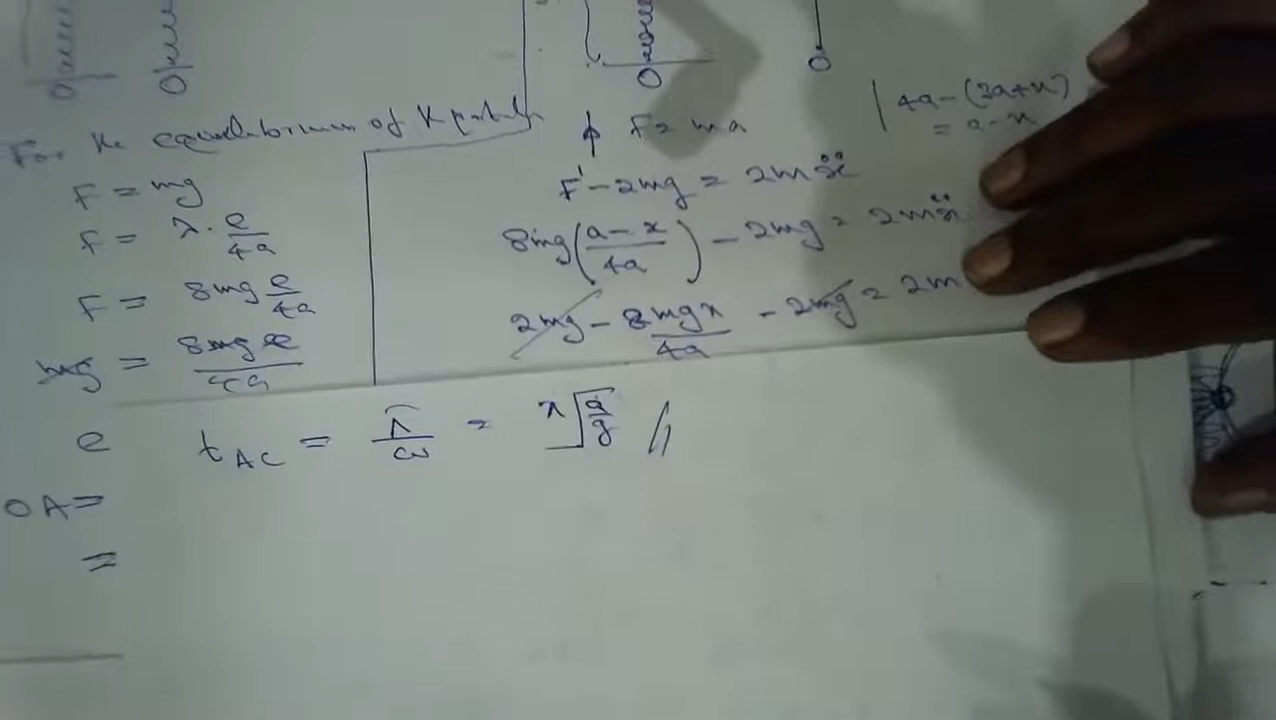 O O O O
For the equilibrium of K particle
F = mg
F = λ. e/4a
F = 8mg e/4a
mg = 8mg e/4a
e
OA =
=
F = ma
| 4a - (3a+x)
= a - x
F' - 2mg = 2mẍ
8mg((a - x)/4a) - 2mg = 2mẍ
2mg - 8mgx/4a - 2mg = 2m
t_AC = π/ω = π√(a/g) //